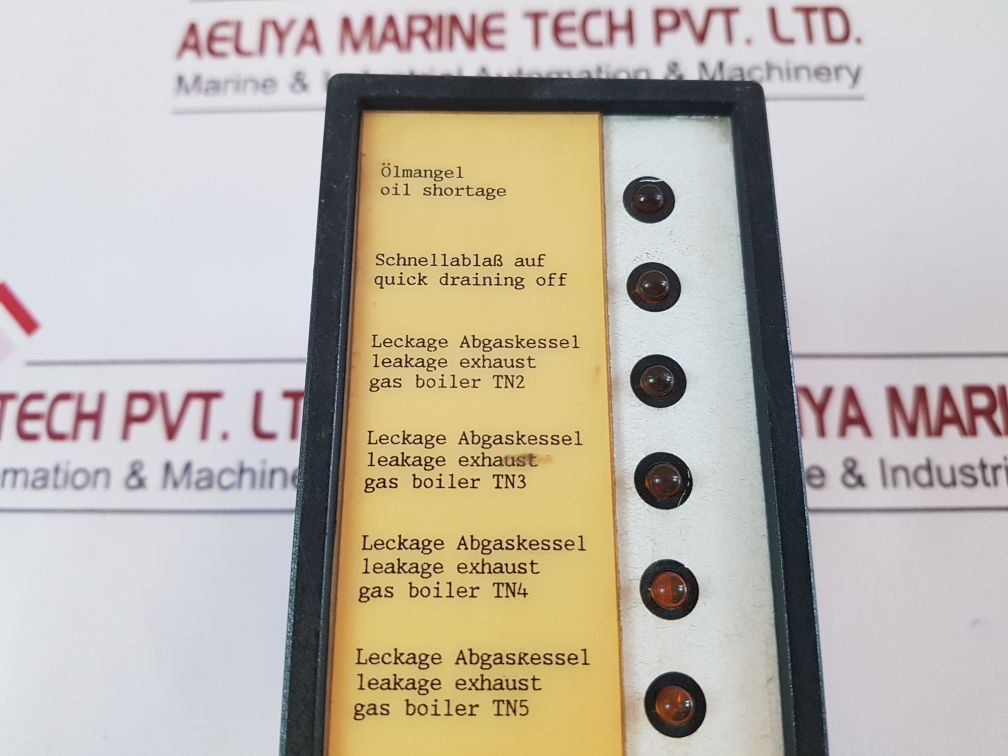 AELIYA MARINE TECH PVT. LTD.
Marine & Industrial Automation & Machinery
Ölmangel
oil shortage
Schnellablaß auf
quick draining off
Leckage Abgaskessel
leakage exhaust
gas boiler TN2
Leckage Abgaskessel
leakage exhaust
gas boiler TN3
Leckage Abgaskessel
leakage exhaust
gas boiler TN4
Leckage Abgaskessel
leakage exhaust
gas boiler TN5
TECH PVT. LT
mation & Machine
YA MARI
e & Industri